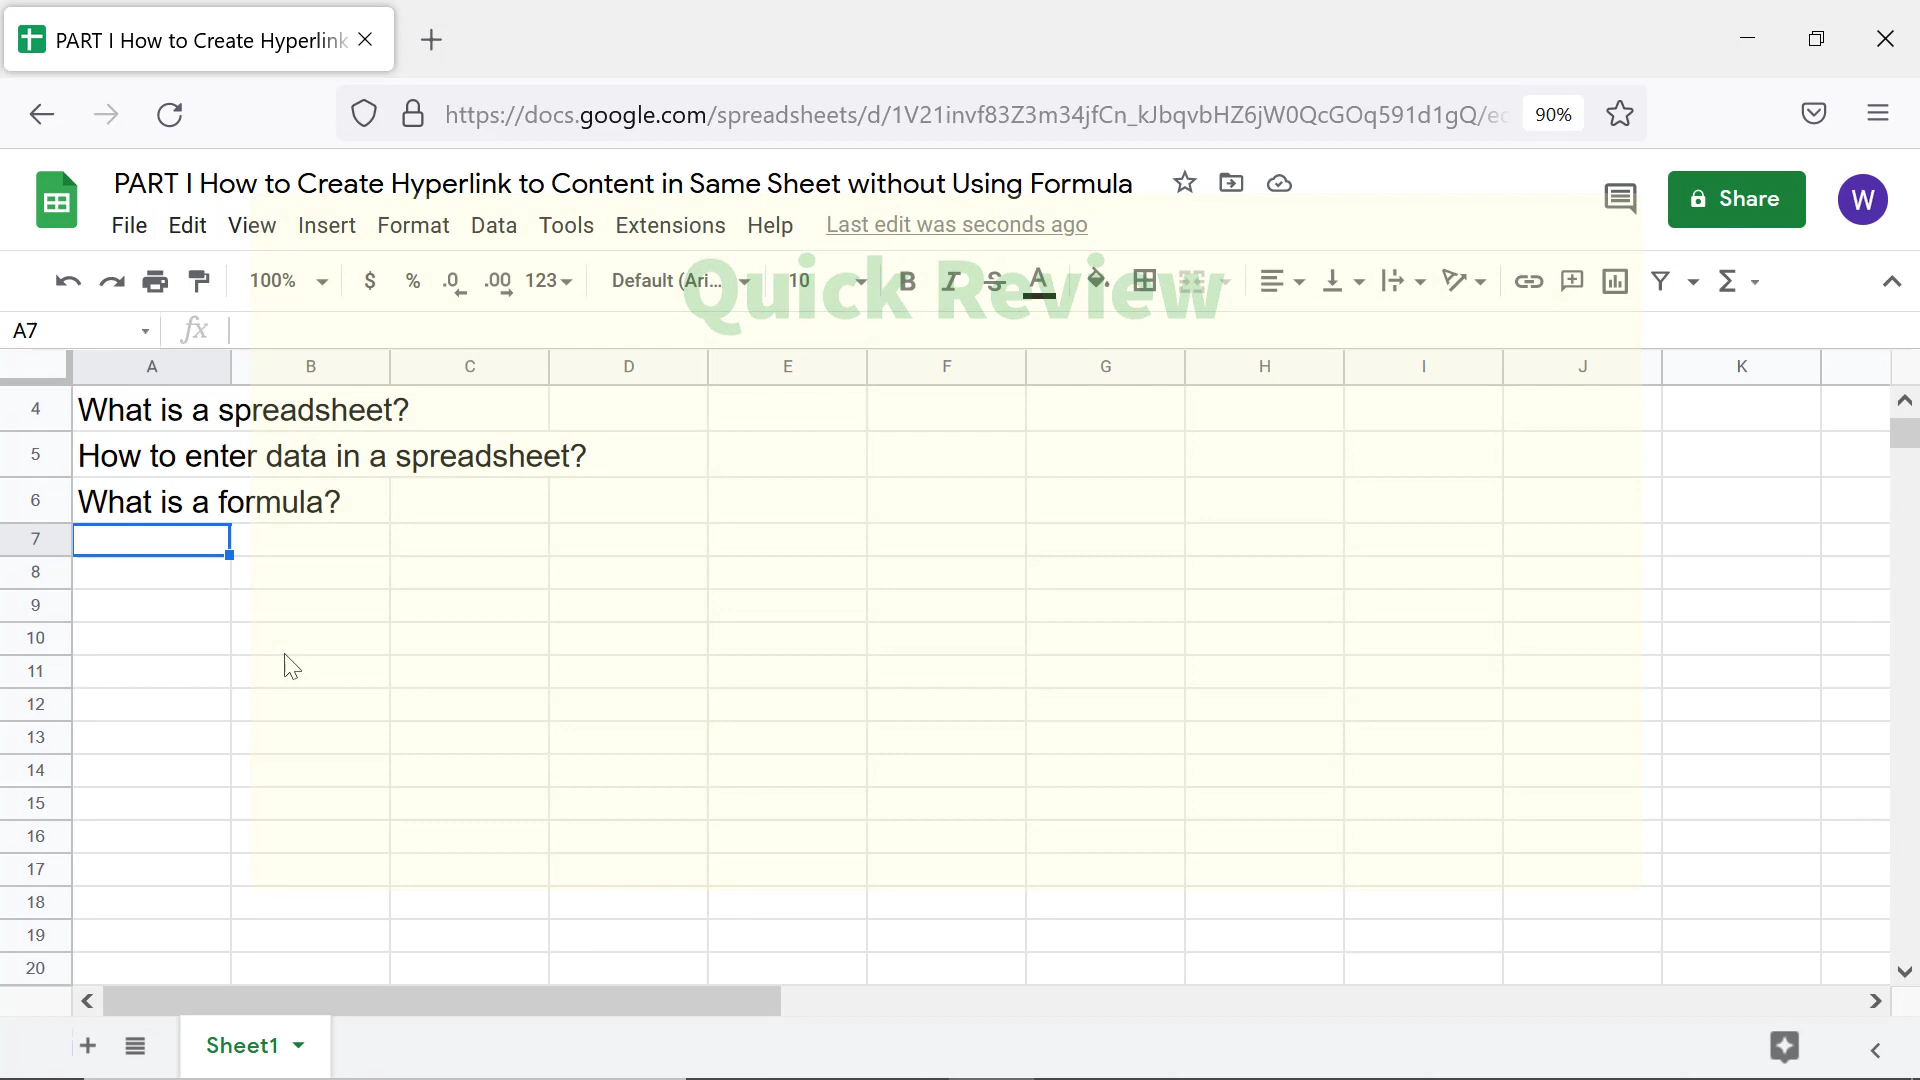 PART I How to Create Hyperlink
https://docs.google.com/spreadsheets/d/1V21invf83Z3m34jfCn_kJbqvbHZ6jW0QcGOq591d1gQ/ed
90%
PART I How to Create Hyperlink to Content in Same Sheet without Using Formula
Share
W
File Edit View Insert Format Data Tools Extensions Help Last edit was seconds ago
100% $ % .0 .00 123 Default (Ari... 10 B I S A Σ
Quick Review
A7 fx
A B C D E F G H I J K
4 What is a spreadsheet?
5 How to enter data in a spreadsheet?
6 What is a formula?
7
8
9
10
11
12
13
14
15
16
17
18
19
20
Sheet1